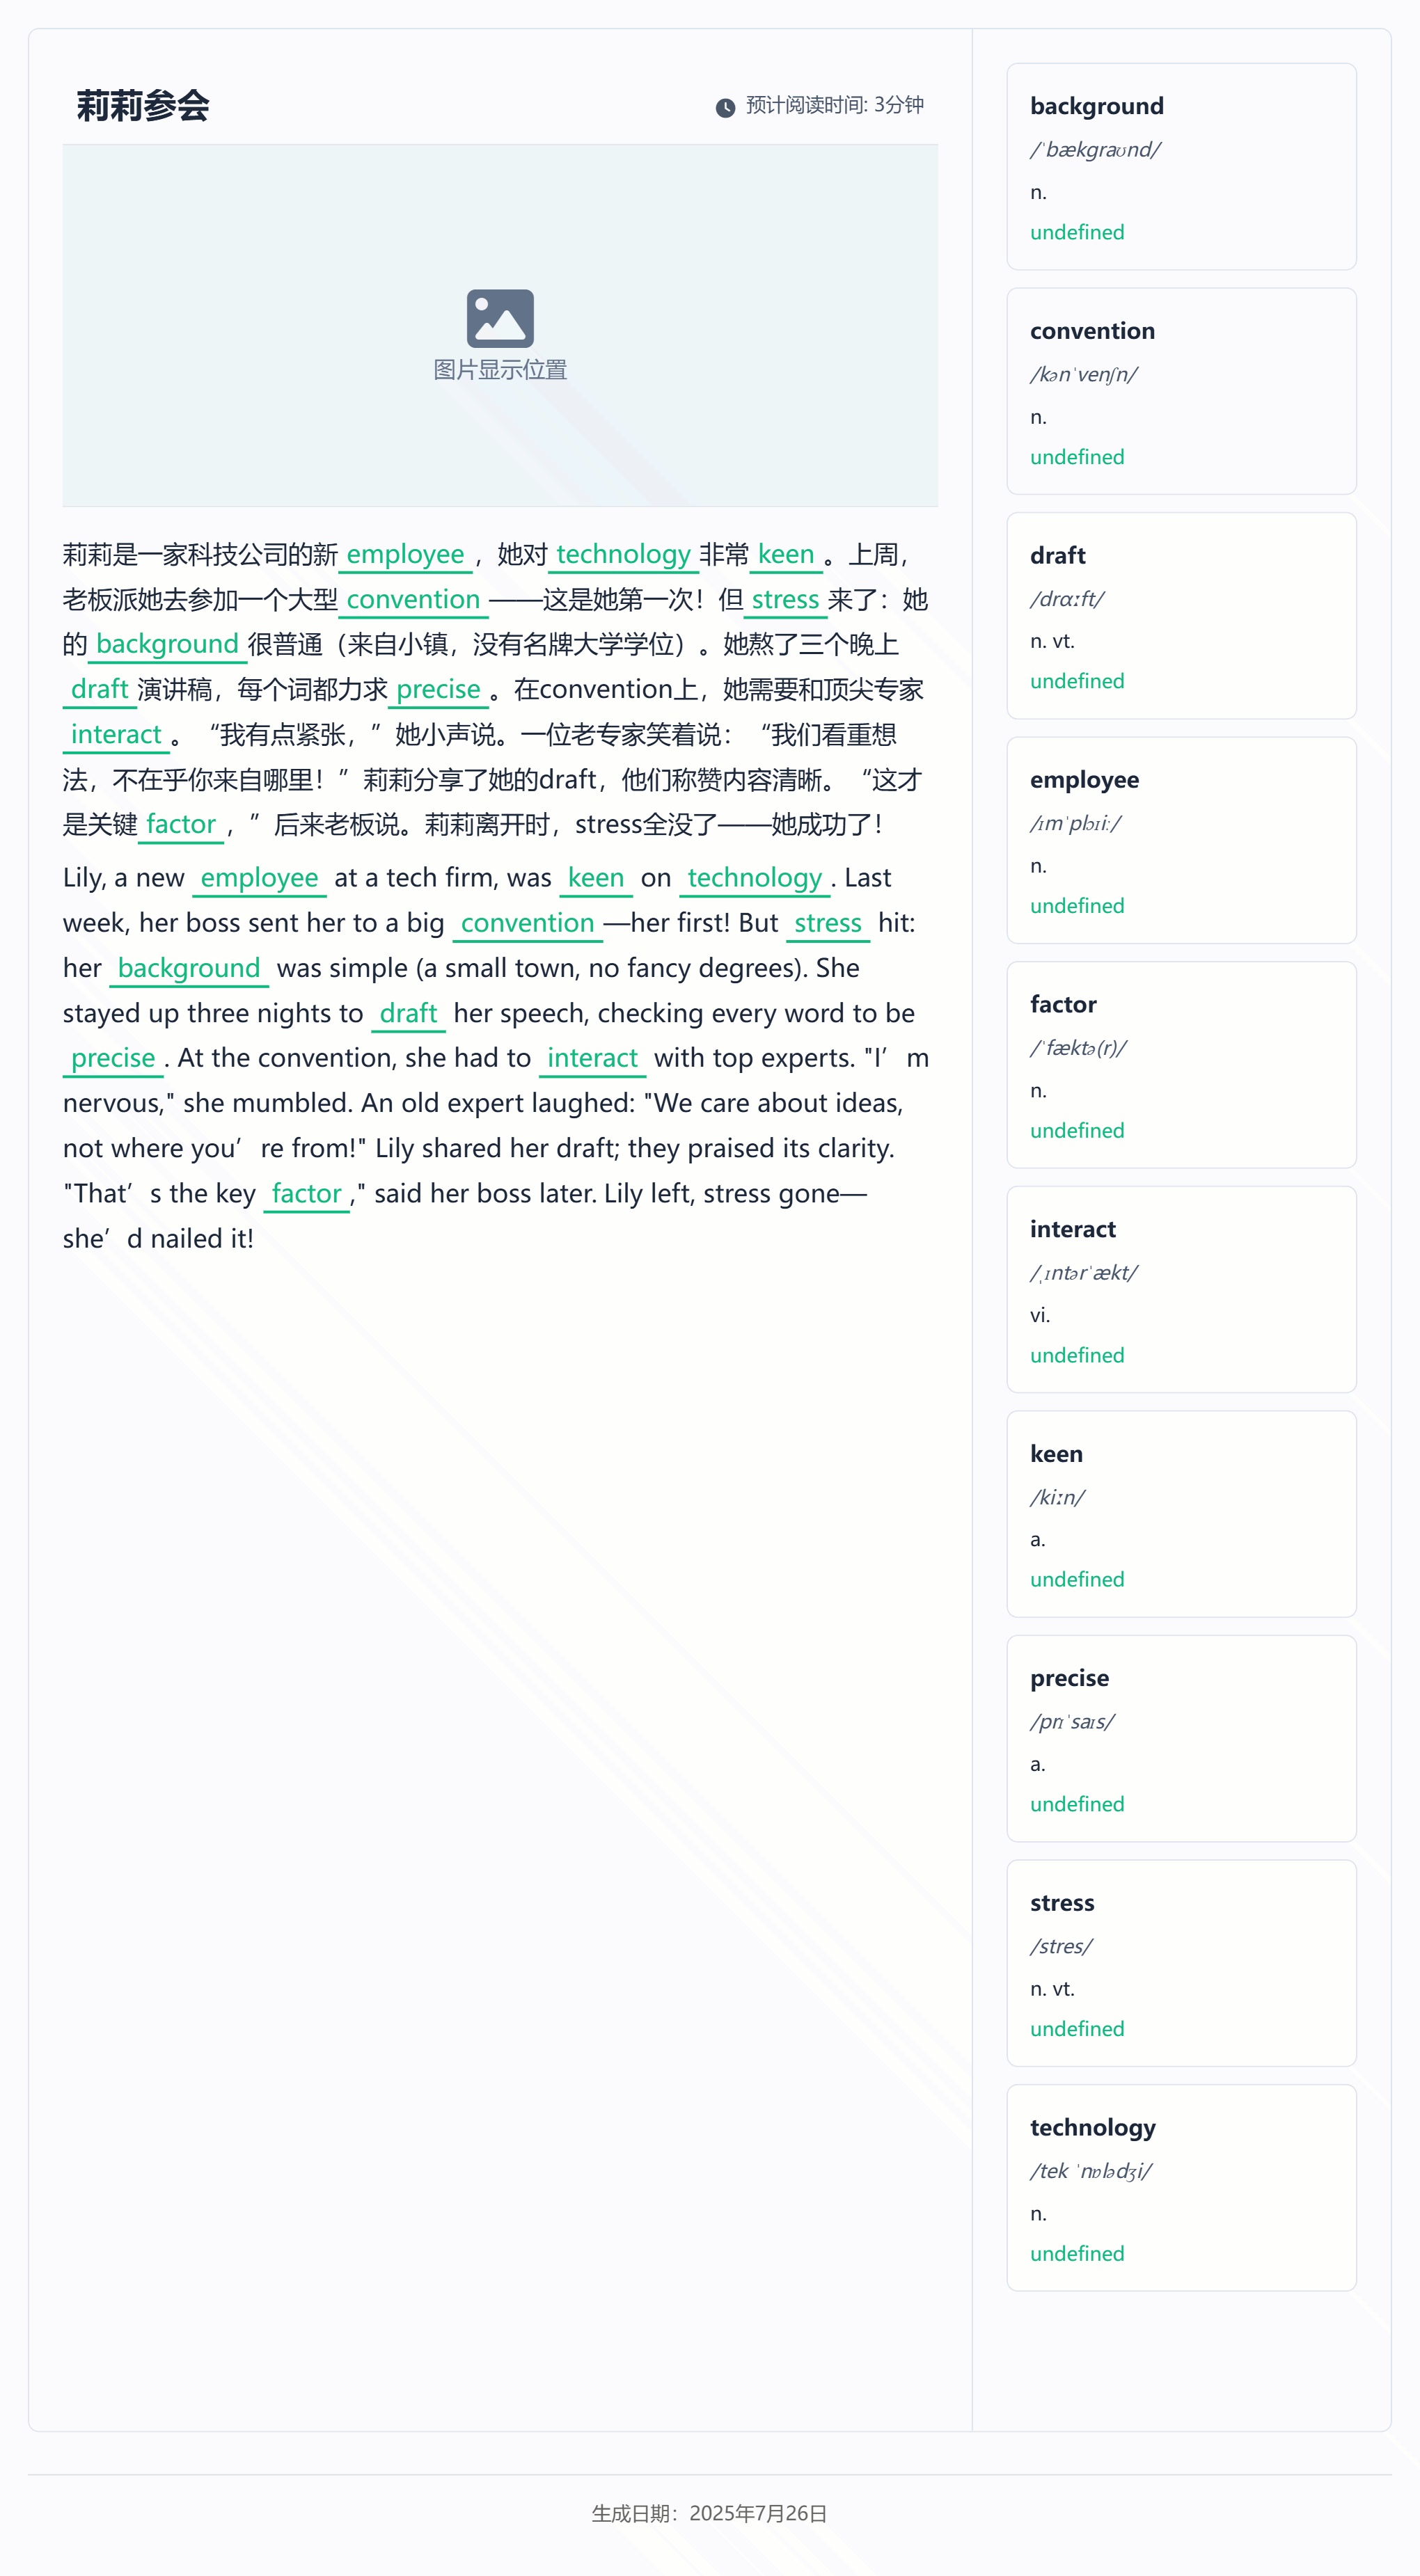 莉莉参会
预计阅读时间: 3分钟
图片显示位置
莉莉是一家科技公司的新 employee ，她对 technology 非常 keen 。上周，
老板派她去参加一个大型 convention ——这是她第一次！但 stress 来了：她
的 background 很普通（来自小镇，没有名牌大学学位）。她熬了三个晚上
draft 演讲稿，每个词都力求 precise 。在convention上，她需要和顶尖专家
interact 。“我有点紧张，”她小声说。一位老专家笑着说：“我们看重想
法，不在乎你来自哪里！”莉莉分享了她的draft，他们称赞内容清晰。“这才
是关键 factor ，”后来老板说。莉莉离开时，stress全没了——她成功了！
Lily, a new employee at a tech firm, was keen on technology . Last
week, her boss sent her to a big convention —her first! But stress hit:
her background was simple (a small town, no fancy degrees). She
stayed up three nights to draft her speech, checking every word to be
precise . At the convention, she had to interact with top experts. "I’m
nervous," she mumbled. An old expert laughed: "We care about ideas,
not where you’re from!" Lily shared her draft; they praised its clarity.
"That’s the key factor ," said her boss later. Lily left, stress gone—
she’d nailed it!
background
/ˈbækɡraʊnd/
n.
undefined
convention
/kənˈvenʃn/
n.
undefined
draft
/drɑːft/
n. vt.
undefined
employee
/ɪmˈplɔɪiː/
n.
undefined
factor
/ˈfæktə(r)/
n.
undefined
interact
/ˌɪntərˈækt/
vi.
undefined
keen
/kiːn/
a.
undefined
precise
/prɪˈsaɪs/
a.
undefined
stress
/stres/
n. vt.
undefined
technology
/tek ˈnɒlədʒi/
n.
undefined
生成日期：2025年7月26日